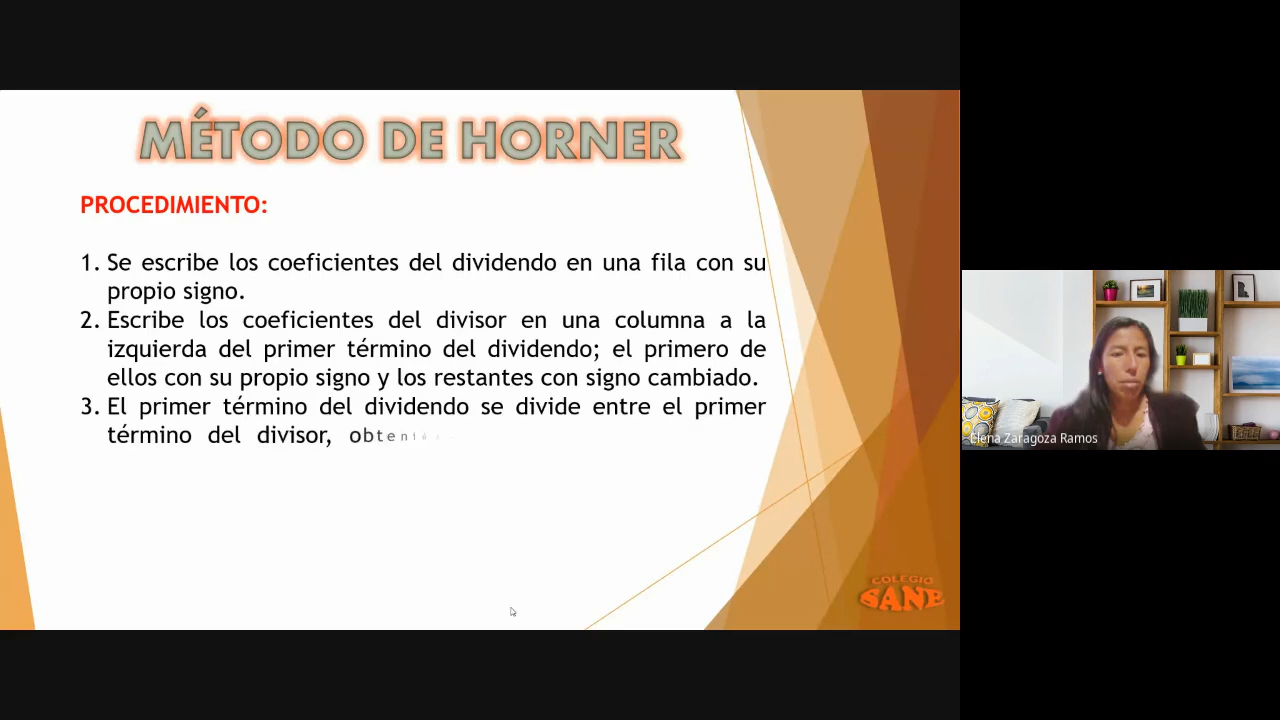 MÉTODO DE HORNER
PROCEDIMIENTO:
1. Se escribe los coeficientes del dividendo en una fila con su
propio signo.
2. Escribe los coeficientes del divisor en una columna a la
izquierda del primer término del dividendo; el primero de
ellos con su propio signo y los restantes con signo cambiado.
3. El primer término del dividendo se divide entre el primer
término del divisor,
COLEGIO
SANE
Elena Zaragoza Ramos